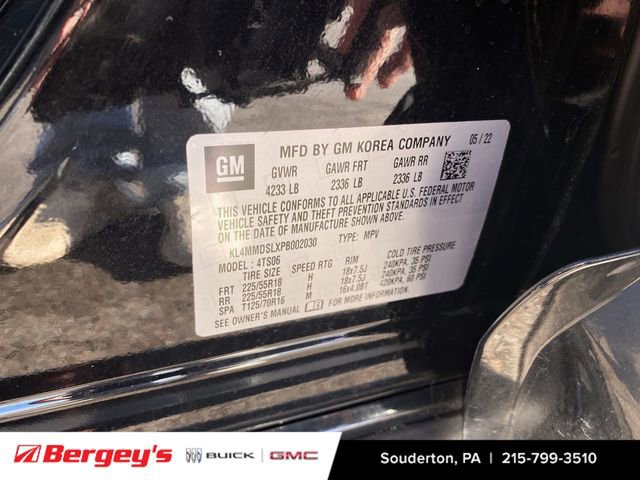 GM
MFD BY GM KOREA COMPANY 05/22
GVWR GAWR FRT GAWR RR
4233 LB 2336 LB 2336 LB
THIS VEHICLE CONFORMS TO ALL APPLICABLE U.S. FEDERAL MOTOR
VEHICLE SAFETY AND THEFT PREVENTION STANDARDS IN EFFECT
ON THE DATE OF MANUFACTURE SHOWN ABOVE.
KL4MMDSLXPB002030 TYPE: MPV
MODEL: 4TS06
TIRE SIZE SPEED RTG RIM COLD TIRE PRESSURE
FRT 225/55R18 H 18x7.5J 240KPA, 35 PSI
RR 225/55R18 H 18x7.5J 240KPA, 35 PSI
SPA T125/70R16 M 16x4.0BT 420KPA, 60 PSI
SEE OWNER'S MANUAL FOR MORE INFORMATION
Bergey's BUICK GMC Souderton, PA | 215-799-3510